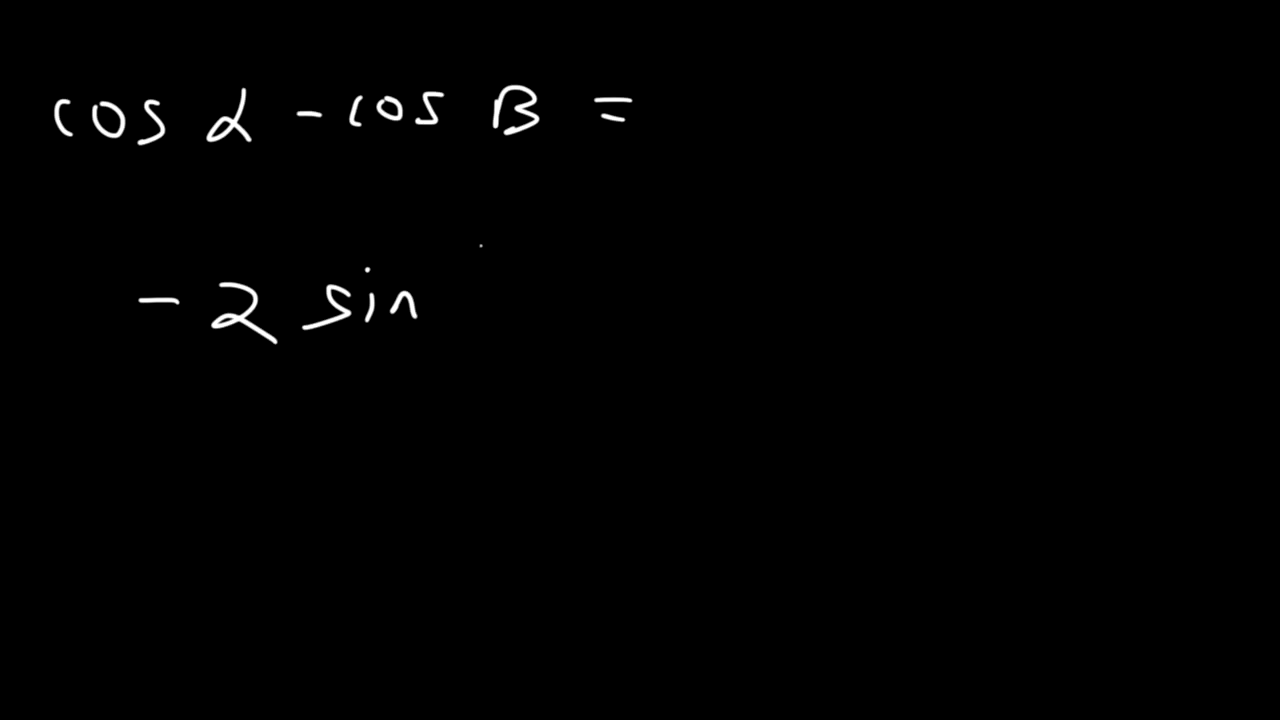 cos α - cos β =
- 2 sin